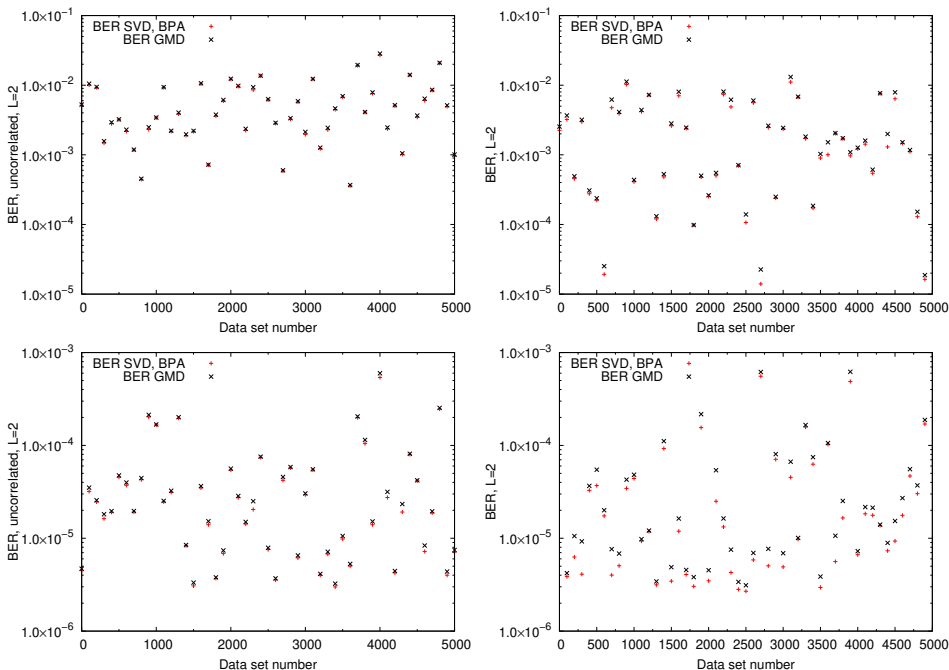 1.0×10⁻¹
BER SVD, BPA
BER GMD
1.0×10⁻²
1.0×10⁻³
1.0×10⁻⁴
1.0×10⁻⁵
BER, uncorrelated, L=2
0 1000 2000 3000 4000 5000
Data set number
1.0×10⁻¹
BER SVD, BPA
BER GMD
1.0×10⁻²
1.0×10⁻³
1.0×10⁻⁴
1.0×10⁻⁵
BER, L=2
0 500 1000 1500 2000 2500 3000 3500 4000 4500 5000
Data set number
1.0×10⁻³
BER SVD, BPA
BER GMD
1.0×10⁻⁴
1.0×10⁻⁵
1.0×10⁻⁶
BER, uncorrelated, L=2
0 1000 2000 3000 4000 5000
Data set number
1.0×10⁻³
BER SVD, BPA
BER GMD
1.0×10⁻⁴
1.0×10⁻⁵
1.0×10⁻⁶
BER, L=2
0 500 1000 1500 2000 2500 3000 3500 4000 4500 5000
Data set number